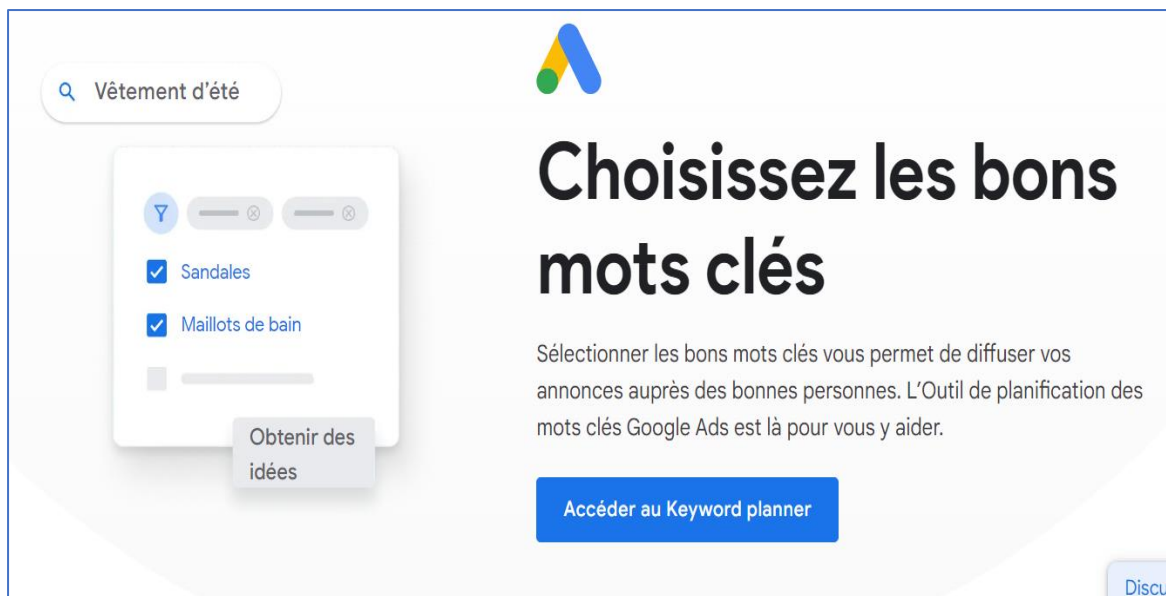 Vêtement d'été
Sandales
Maillots de bain
Obtenir des
idées
Choisissez les bons
mots clés
Sélectionner les bons mots clés vous permet de diffuser vos
annonces auprès des bonnes personnes. L'Outil de planification des
mots clés Google Ads est là pour vous y aider.
Accéder au Keyword planner
Discu